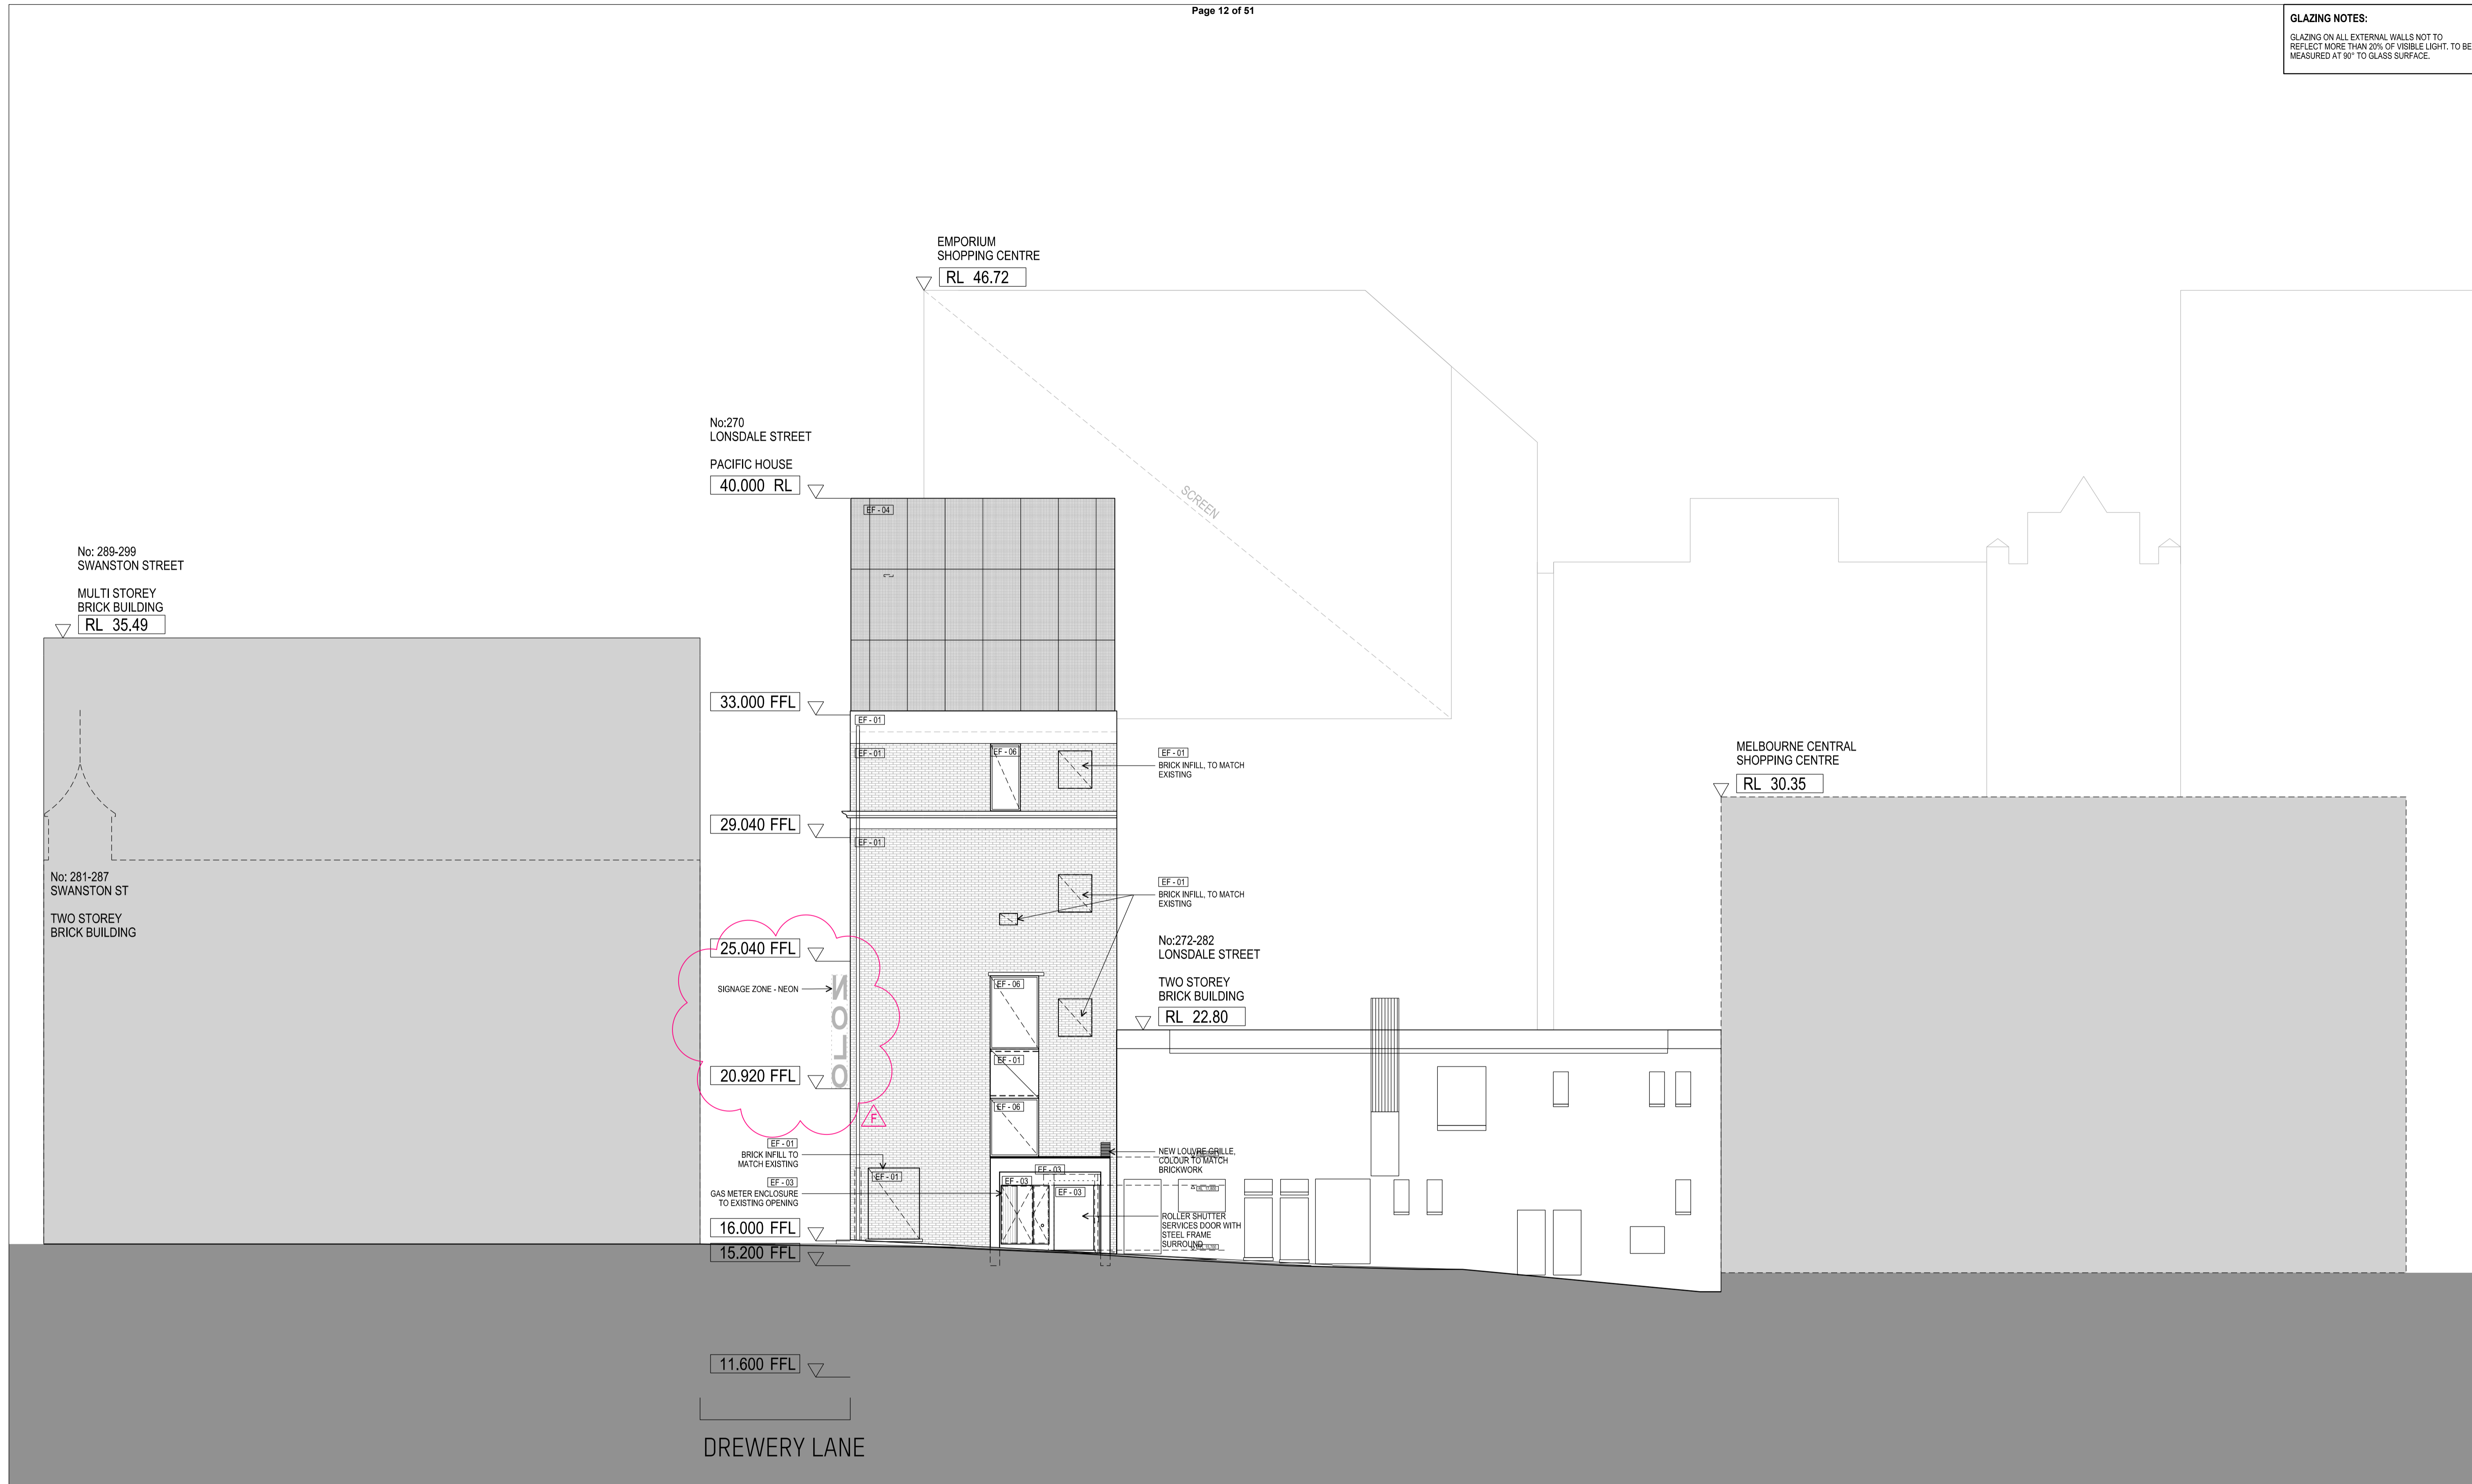 Page 12 of 51
GLAZING NOTES:
GLAZING ON ALL EXTERNAL WALLS NOT TO
REFLECT MORE THAN 20% OF VISIBLE LIGHT. TO BE
MEASURED AT 90° TO GLASS SURFACE.
EMPORIUM
SHOPPING CENTRE
RL 46.72
No:270
LONSDALE STREET
PACIFIC HOUSE
40.000 RL
EF - 04
SCREEN
No: 289-299
SWANSTON STREET
MULTI STOREY
BRICK BUILDING
RL 35.49
33.000 FFL
EF - 01
EF - 01
EF - 06
EF - 01
BRICK INFILL, TO MATCH
EXISTING
MELBOURNE CENTRAL
SHOPPING CENTRE
RL 30.35
29.040 FFL
EF - 01
No: 281-287
SWANSTON ST
TWO STOREY
BRICK BUILDING
EF - 01
BRICK INFILL, TO MATCH
EXISTING
25.040 FFL
No:272-282
LONSDALE STREET
TWO STOREY
BRICK BUILDING
RL 22.80
SIGNAGE ZONE - NEON
N
O
L
O
EF - 06
EF - 01
20.920 FFL
EF - 06
F
EF - 01
BRICK INFILL TO
MATCH EXISTING
EF - 03
GAS METER ENCLOSURE
TO EXISTING OPENING
EF - 01
EF - 03
EF - 03
EF - 03
NEW LOUVRE GRILLE,
COLOUR TO MATCH
BRICKWORK
ROLLER SHUTTER
SERVICES DOOR WITH
STEEL FRAME
SURROUND
16.000 FFL
15.200 FFL
11.600 FFL
DREWERY LANE